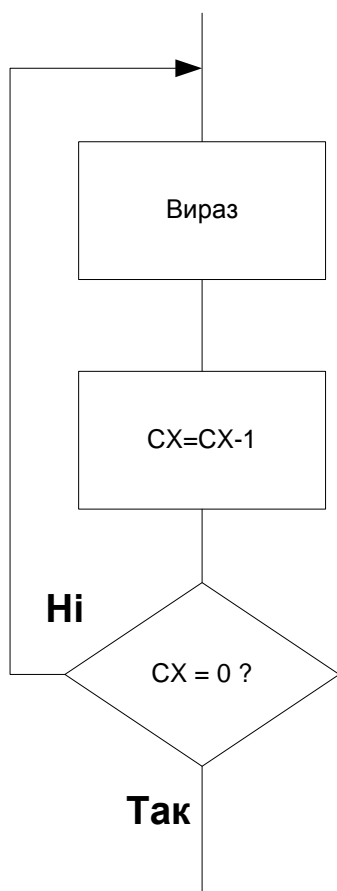 Вираз
CX=CX-1
Ні
CX = 0 ?
Так